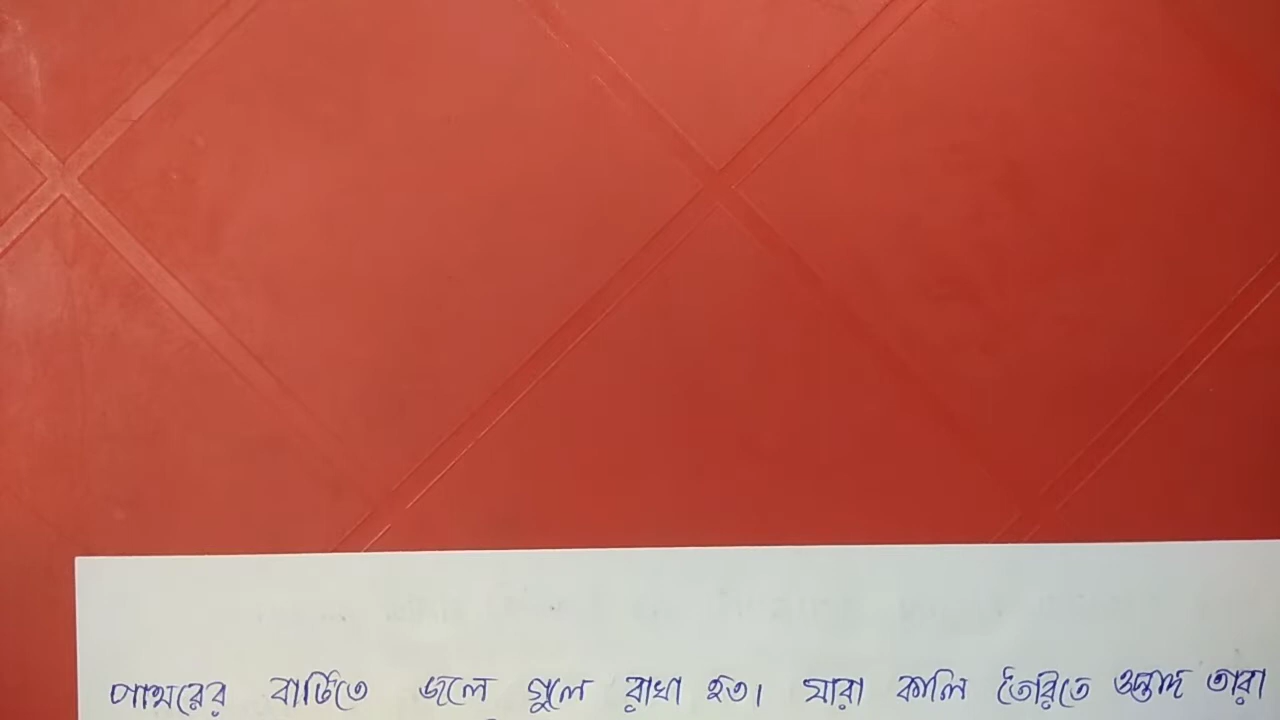 পাথরের বাটিতে জলে গুলে রাখা হত। যারা কালি তৈরিতে ওস্তাদ তারা